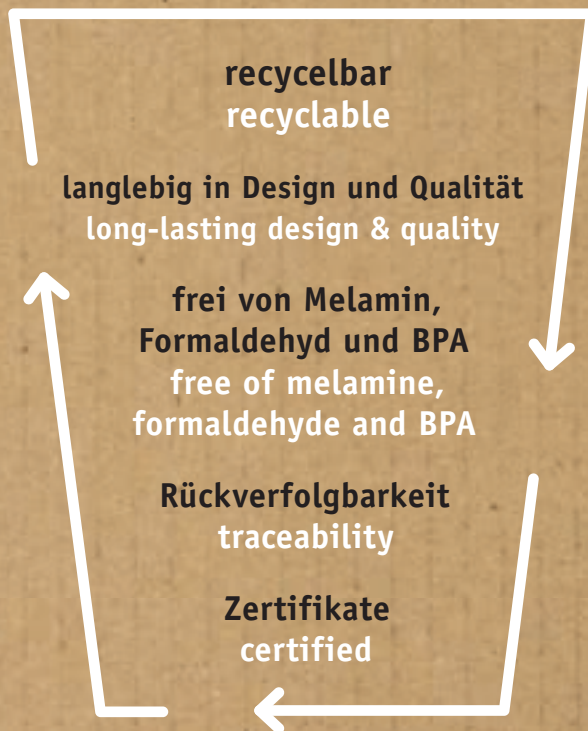 recycelbar
recyclable
langlebig in Design und Qualität
long-lasting design & quality
frei von Melamin,
Formaldehyd und BPA
free of melamine,
formaldehyde and BPA
Rückverfolgbarkeit
traceability
Zertifikate
certified